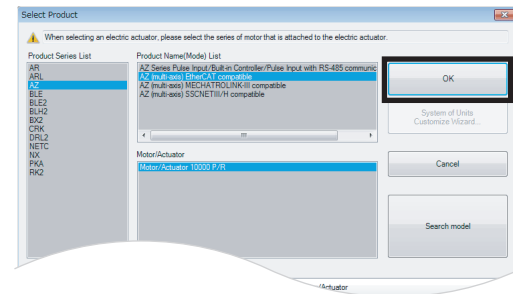 Select Product
When selecting an electric actuator, please select the series of motor that is attached to the electric actuator.
Product Series List
AR
ARL
AZ
BLE
BLE2
BLH2
BX2
CRK
DRL2
NETC
NX
PKA
RK2
Product Name(Mode) List
AZ Series Pulse Input/Built-in Controller/Pulse Input with RS-485 communic
AZ (multi-axis) EtherCAT compatible
AZ (multi-axis) MECHATROLINK-III compatible
AZ (multi-axis) SSCNETIII/H compatible
Motor/Actuator
Motor/Actuator 10000 P/R
OK
System of Units
Customize Wizard...
Cancel
Search model
/Actuator